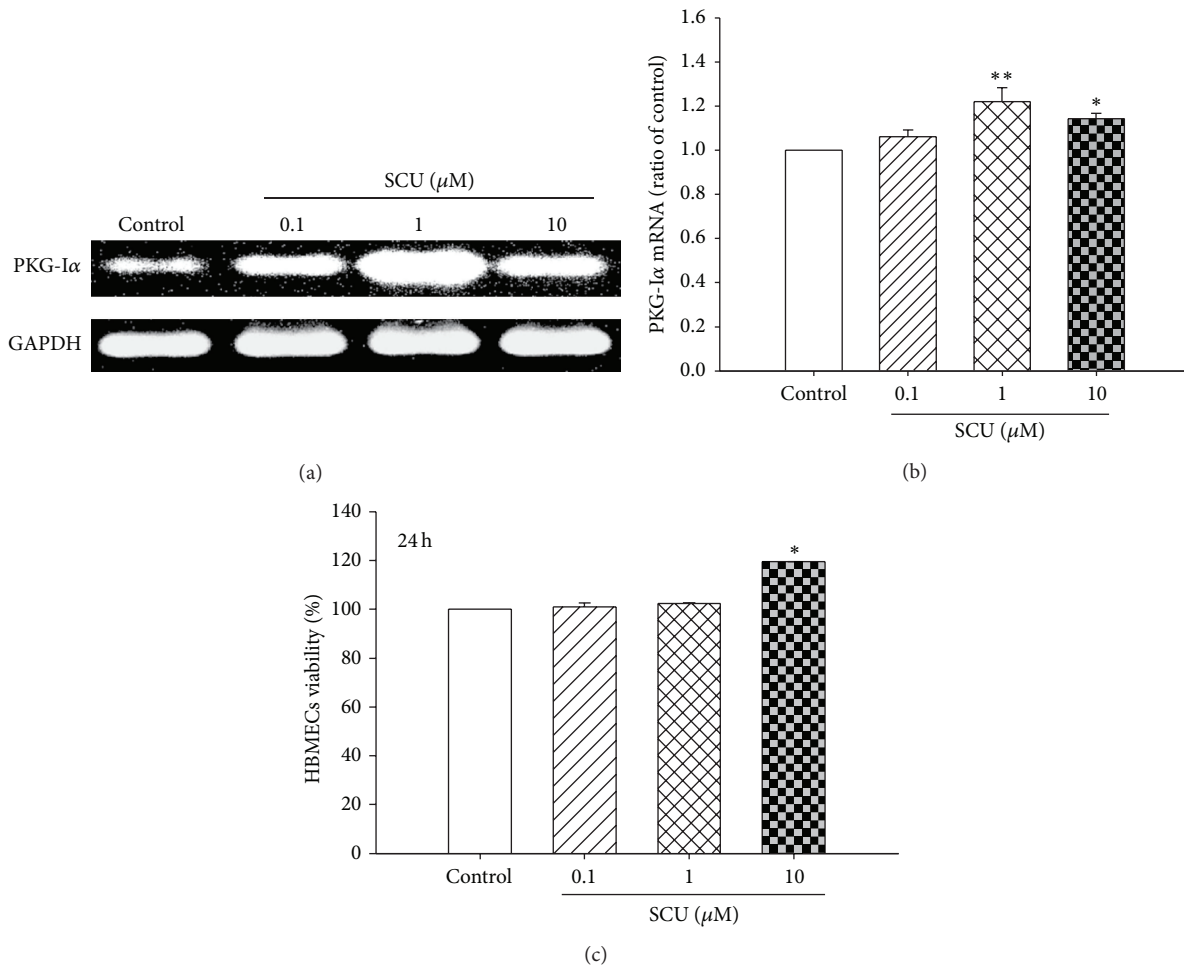 SCU (μM)
Control 0.1 1 10
PKG-Iα
GAPDH
(a)
1.6
1.4
1.2
1.0
0.8
0.6
0.4
0.2
0.0
PKG-Iα mRNA (ratio of control)
**
*
Control 0.1 1 10
SCU (μM)
(b)
140
120
100
80
60
40
20
0
HBMECs viability (%)
24 h
*
Control 0.1 1 10
SCU (μM)
(c)